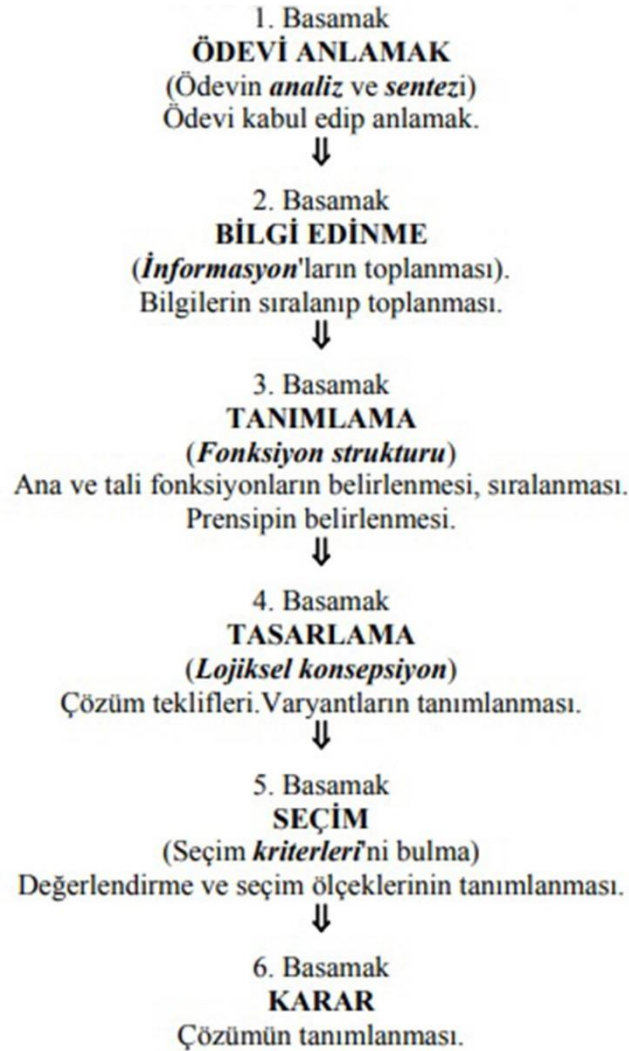 1. Basamak
ÖDEVİ ANLAMAK
(Ödevin analiz ve sentezi)
Ödevi kabul edip anlamak.
⇓
2. Basamak
BİLGİ EDİNME
(İnformasyon'ların toplanması).
Bilgilerin sıralanıp toplanması.
⇓
3. Basamak
TANIMLAMA
(Fonksiyon strukturu)
Ana ve tali fonksiyonların belirlenmesi, sıralanması.
Prensipin belirlenmesi.
⇓
4. Basamak
TASARLAMA
(Lojiksel konsepsiyon)
Çözüm teklifleri.Varyantların tanımlanması.
⇓
5. Basamak
SEÇİM
(Seçim kriterleri'ni bulma)
Değerlendirme ve seçim ölçeklerinin tanımlanması.
⇓
6. Basamak
KARAR
Çözümün tanımlanması.